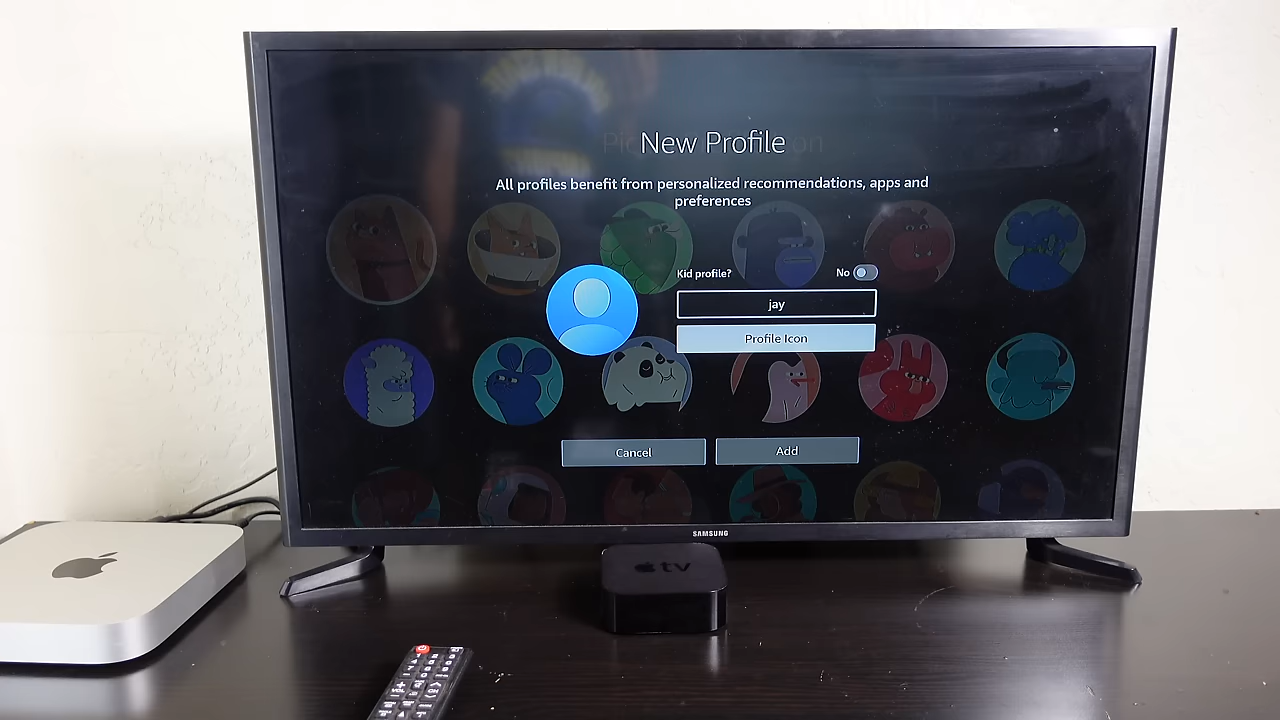 New Profile
All profiles benefit from personalized recommendations, apps and
preferences
Kid profile?
No
jay
Profile Icon
Cancel
Add
SAMSUNG
tv
VOL